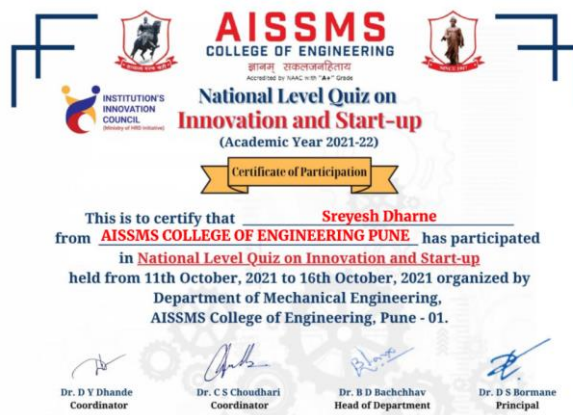 AISSMS
COLLEGE OF ENGINEERING
ज्ञानम् सकलजनहिताय
Accredited by NAAC with "A+" Grade
INSTITUTION'S
INNOVATION
COUNCIL
(Ministry of HRD Initiative)
National Level Quiz on
Innovation and Start-up
(Academic Year 2021-22)
Certificate of Participation
This is to certify that Sreyesh Dharne
from AISSMS COLLEGE OF ENGINEERING PUNE has participated
in National Level Quiz on Innovation and Start-up
held from 11th October, 2021 to 16th October, 2021 organized by
Department of Mechanical Engineering,
AISSMS College of Engineering, Pune - 01.
Dr. D Y Dhande
Coordinator
Dr. C S Choudhari
Coordinator
Dr. B D Bachchhav
Head of Department
Dr. D S Bormane
Principal